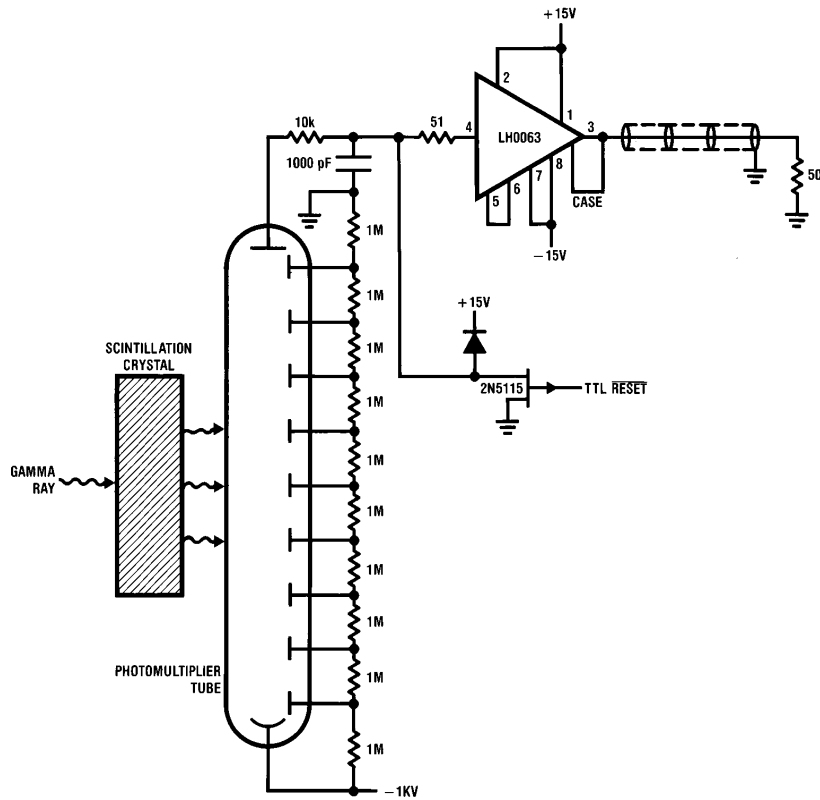 +15V
2
10k
51
4
LH0063
1
3
8
1000 pF
7
6
5
CASE
50
1M
-15V
1M
+15V
1M
SCINTILLATION
CRYSTAL
1M
2N5115
TTL RESET
1M
GAMMA
RAY
1M
1M
1M
PHOTOMULTIPLIER
TUBE
1M
1M
-1KV